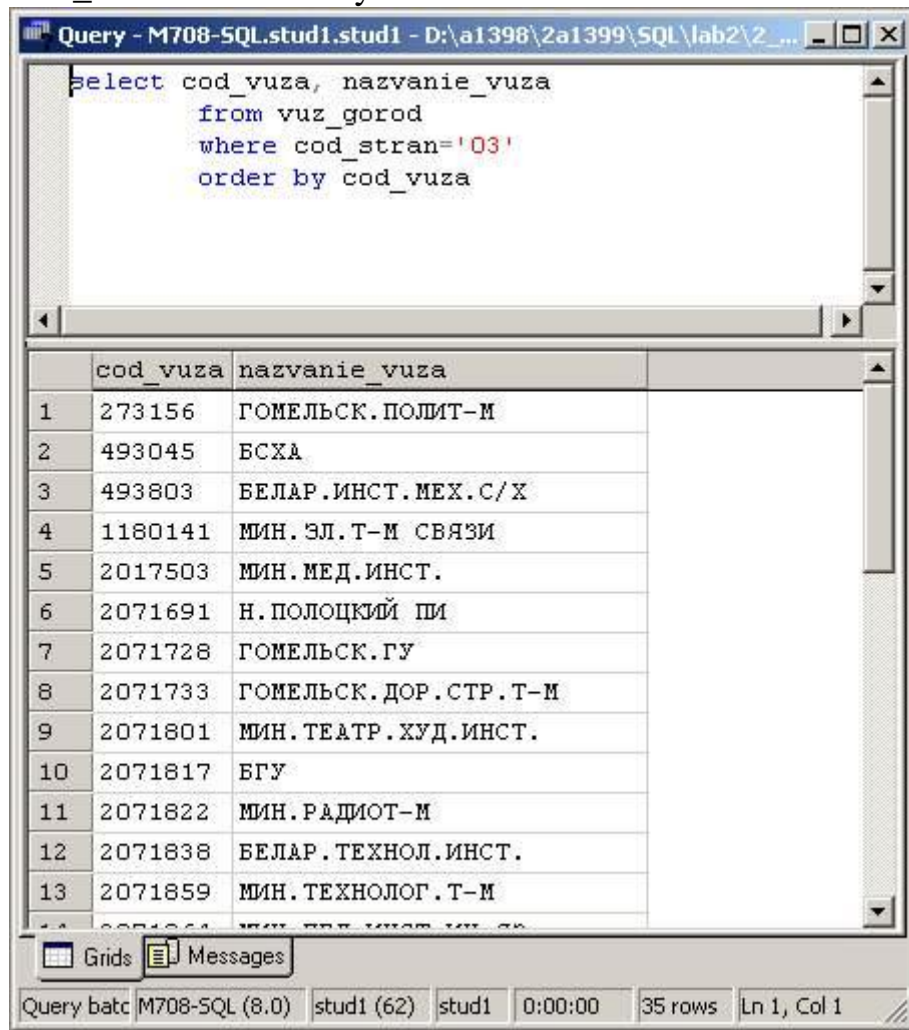 Query - M708-SQL.stud1.stud1 - D:\a1398\2a1399\SQL\lab2\2_...
select cod_vuza, nazvanie_vuza
from vuz_gorod
where cod_stran='03'
order by cod_vuza
cod_vuza nazvanie_vuza
1 273156 ГОМЕЛЬСК.ПОЛИТ-М
2 493045 БСХА
3 493803 БЕЛАР.ИНСТ.МЕХ.С/Х
4 1180141 МИН.ЭЛ.Т-М СВЯЗИ
5 2017503 МИН.МЕД.ИНСТ.
6 2071691 Н.ПОЛОЦКИЙ ПИ
7 2071728 ГОМЕЛЬСК.ГУ
8 2071733 ГОМЕЛЬСК.ДОР.СТР.Т-М
9 2071801 МИН.ТЕАТР.ХУД.ИНСТ.
10 2071817 БГУ
11 2071822 МИН.РАДИОТ-М
12 2071838 БЕЛАР.ТЕХНОЛ.ИНСТ.
13 2071859 МИН.ТЕХНОЛОГ.Т-М
Grids Messages
Query batc M708-SQL (8.0) stud1 (62) stud1 0:00:00 35 rows Ln 1, Col 1